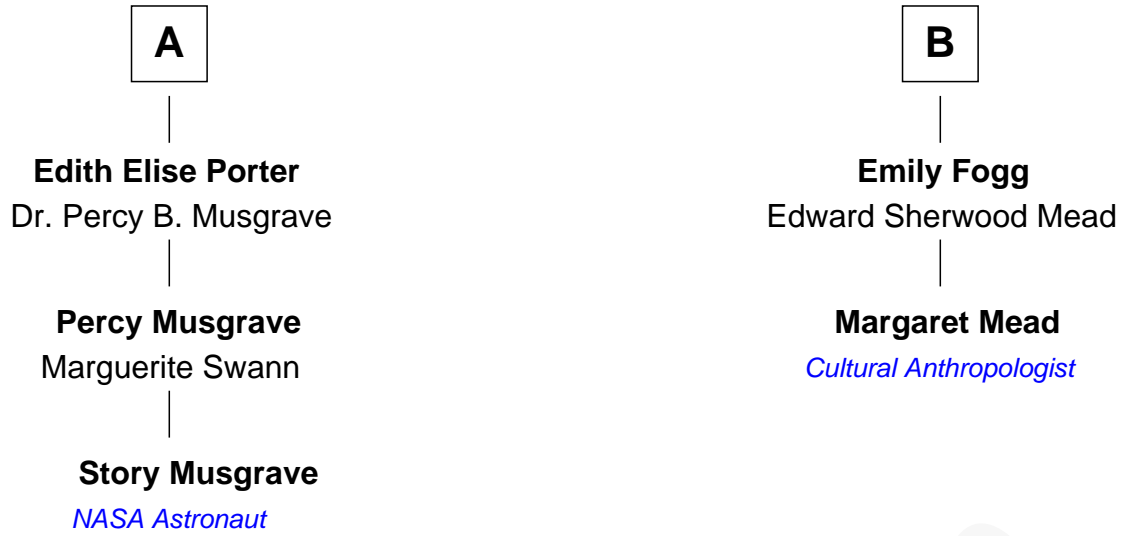 A
B
Edith Elise Porter
Dr. Percy B. Musgrave
Emily Fogg
Edward Sherwood Mead
Percy Musgrave
Marguerite Swann
Margaret Mead
Cultural Anthropologist
Story Musgrave
NASA Astronaut